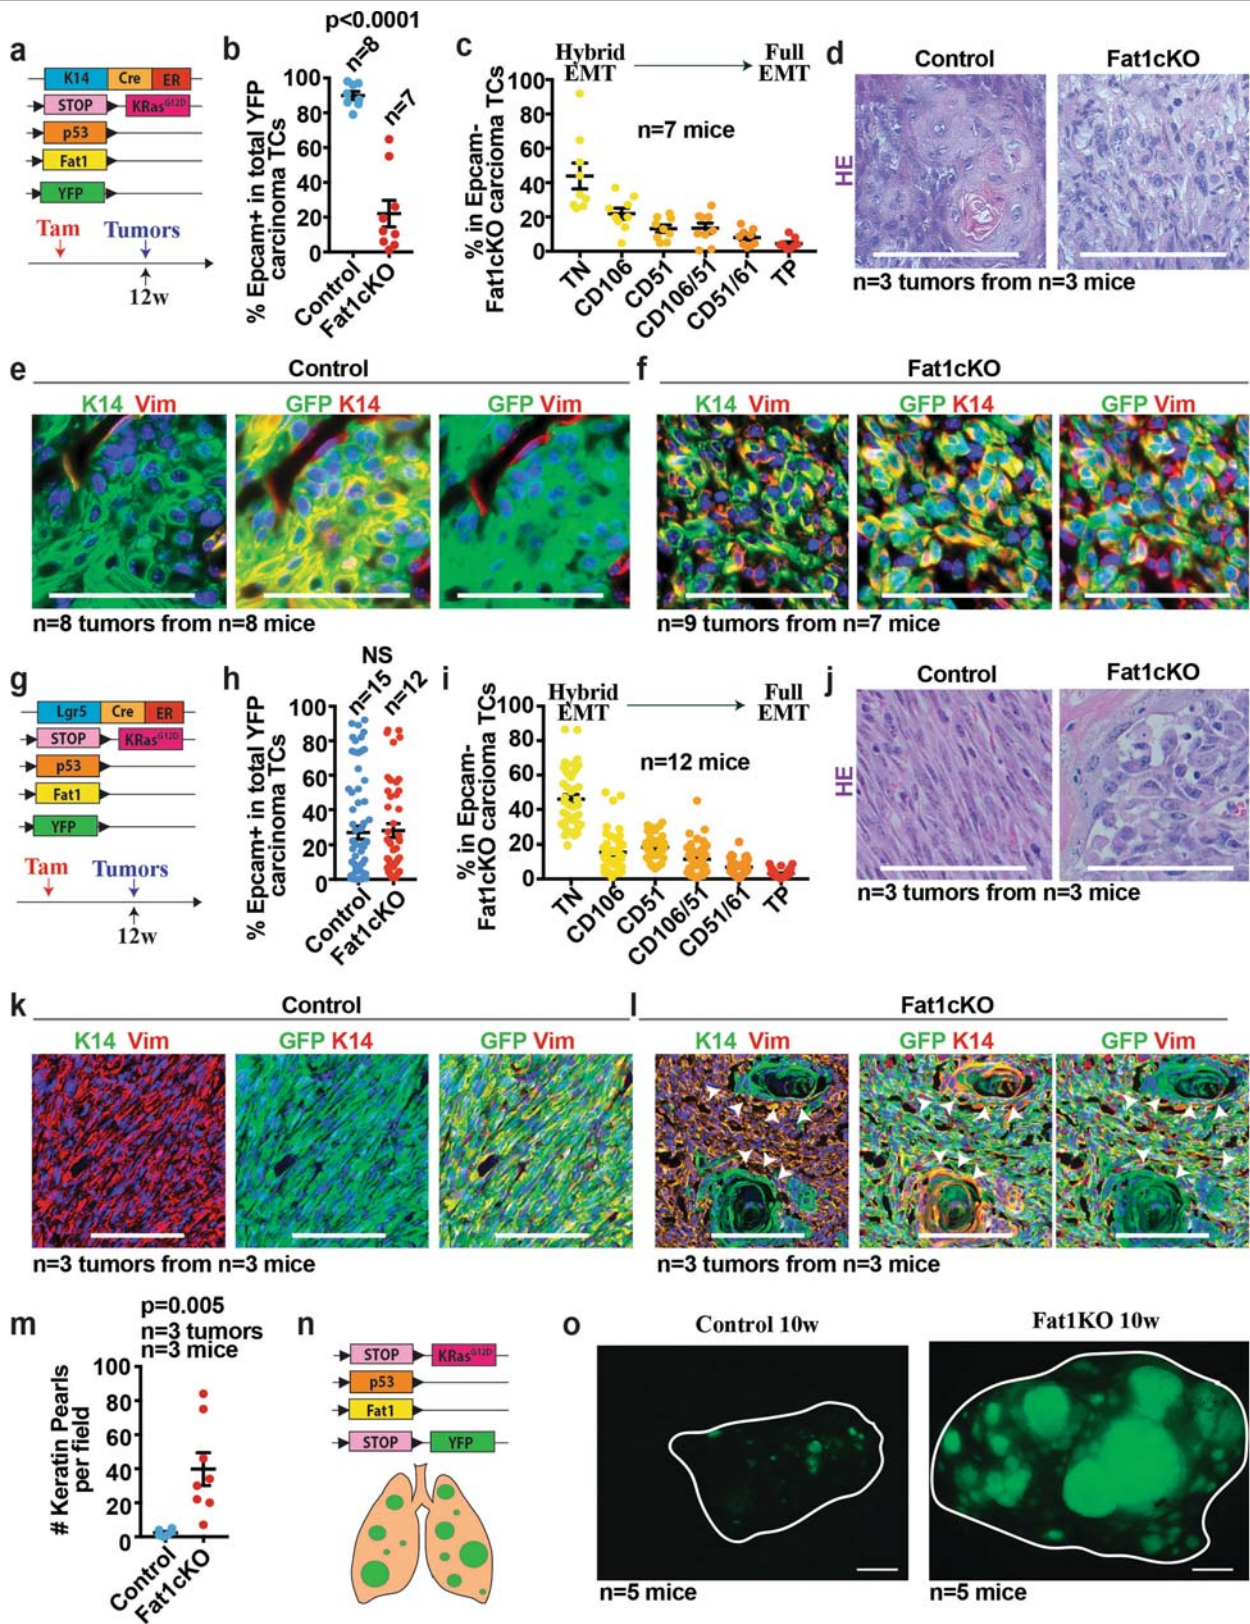 a
K14 Cre ER
STOP KRasG12D
p53
Fat1
YFP
Tam Tumors
12w
b
p<0.0001
n=8
n=7
% Epcam+ in total YFP
carcinoma TCs
100
80
60
40
20
0
Control
Fat1cKO
c
Hybrid
EMT
Full
EMT
n=7 mice
% in Epcam-
Fat1cKO carcioma TCs
100
80
60
40
20
0
TN
CD106
CD51
CD106/51
CD51/61
TP
d
Control Fat1cKO
HE
n=3 tumors from n=3 mice
e
Control
K14 Vim
GFP K14
GFP Vim
n=8 tumors from n=8 mice
f
Fat1cKO
K14 Vim
GFP K14
GFP Vim
n=9 tumors from n=7 mice
g
Lgr5 Cre ER
STOP KRasG12D
p53
Fat1
YFP
Tam Tumors
12w
h
NS
n=15
n=12
% Epcam+ in total YFP
carcinoma TCs
100
80
60
40
20
0
Control
Fat1cKO
i
Hybrid
EMT
Full
EMT
n=12 mice
% in Epcam-
Fat1cKO carcioma TCs
100
80
60
40
20
0
TN
CD106
CD51
CD106/51
CD51/61
TP
j
Control Fat1cKO
HE
n=3 tumors from n=3 mice
k
Control
K14 Vim
GFP K14
GFP Vim
n=3 tumors from n=3 mice
l
Fat1cKO
K14 Vim
GFP K14
GFP Vim
n=3 tumors from n=3 mice
m
p=0.005
n=3 tumors
n=3 mice
# Keratin Pearls
per field
100
80
60
40
20
0
Control
Fat1cKO
n
STOP KRasG12D
p53
Fat1
STOP YFP
o
Control 10w
n=5 mice
Fat1KO 10w
n=5 mice